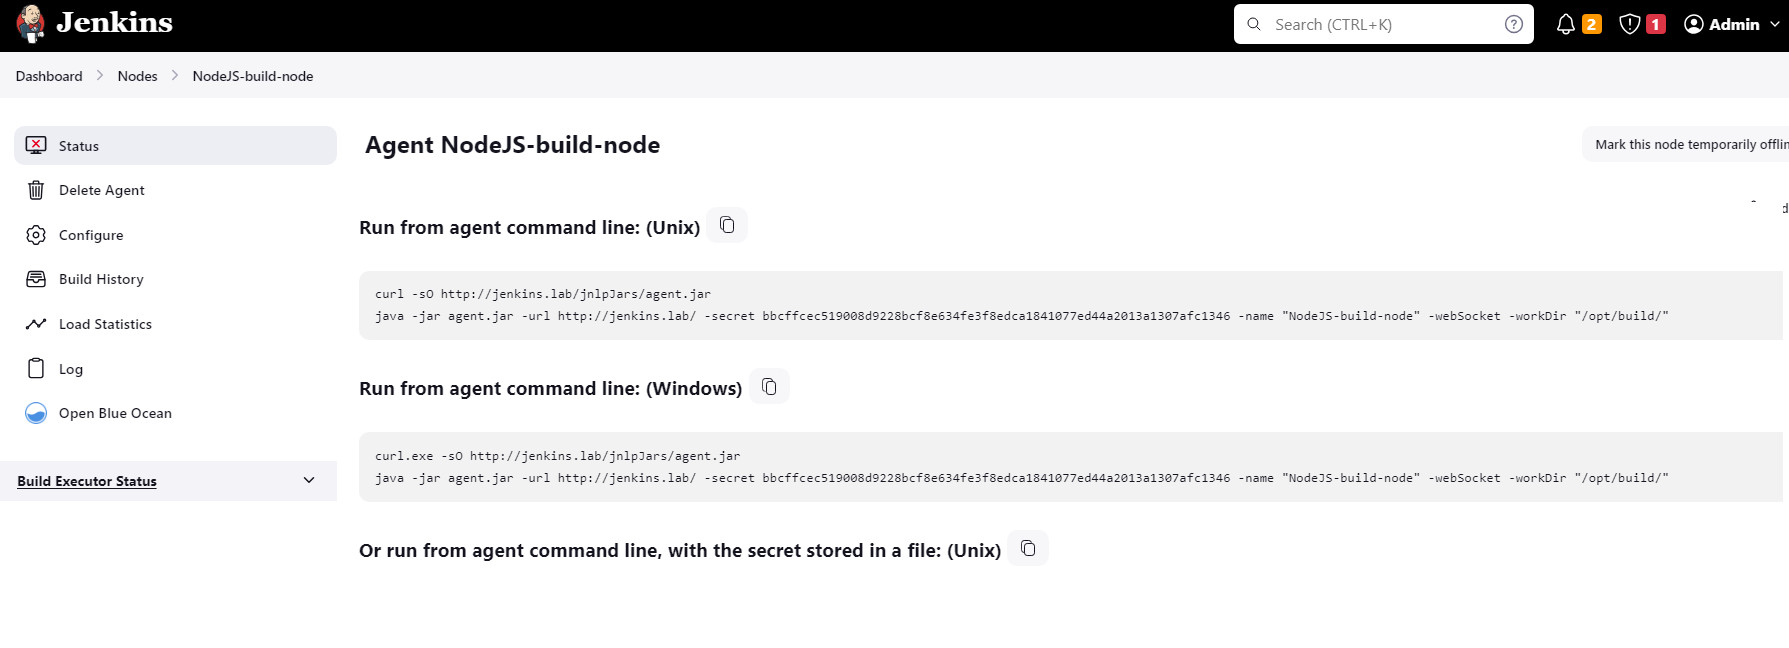 Jenkins
Search (CTRL+K)
2
1
Admin
Dashboard
Nodes
NodeJS-build-node
Status
Delete Agent
Configure
Build History
Load Statistics
Log
Open Blue Ocean
Build Executor Status
Agent NodeJS-build-node
Mark this node temporarily offlin
Run from agent command line: (Unix)
curl -sO http://jenkins.lab/jnlpJars/agent.jar
java -jar agent.jar -url http://jenkins.lab/ -secret bbcffcec519008d9228bcf8e634fe3f8edca1841077ed44a2013a1307afc1346 -name "NodeJS-build-node" -webSocket -workDir "/opt/build/"
Run from agent command line: (Windows)
curl.exe -sO http://jenkins.lab/jnlpJars/agent.jar
java -jar agent.jar -url http://jenkins.lab/ -secret bbcffcec519008d9228bcf8e634fe3f8edca1841077ed44a2013a1307afc1346 -name "NodeJS-build-node" -webSocket -workDir "/opt/build/"
Or run from agent command line, with the secret stored in a file: (Unix)